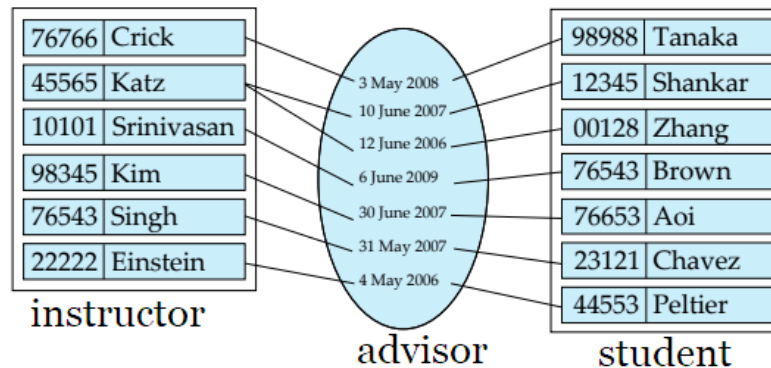 76766 Crick
45565 Katz
10101 Srinivasan
98345 Kim
76543 Singh
22222 Einstein
instructor
3 May 2008
10 June 2007
12 June 2006
6 June 2009
30 June 2007
31 May 2007
4 May 2006
advisor
98988 Tanaka
12345 Shankar
00128 Zhang
76543 Brown
76653 Aoi
23121 Chavez
44553 Peltier
student